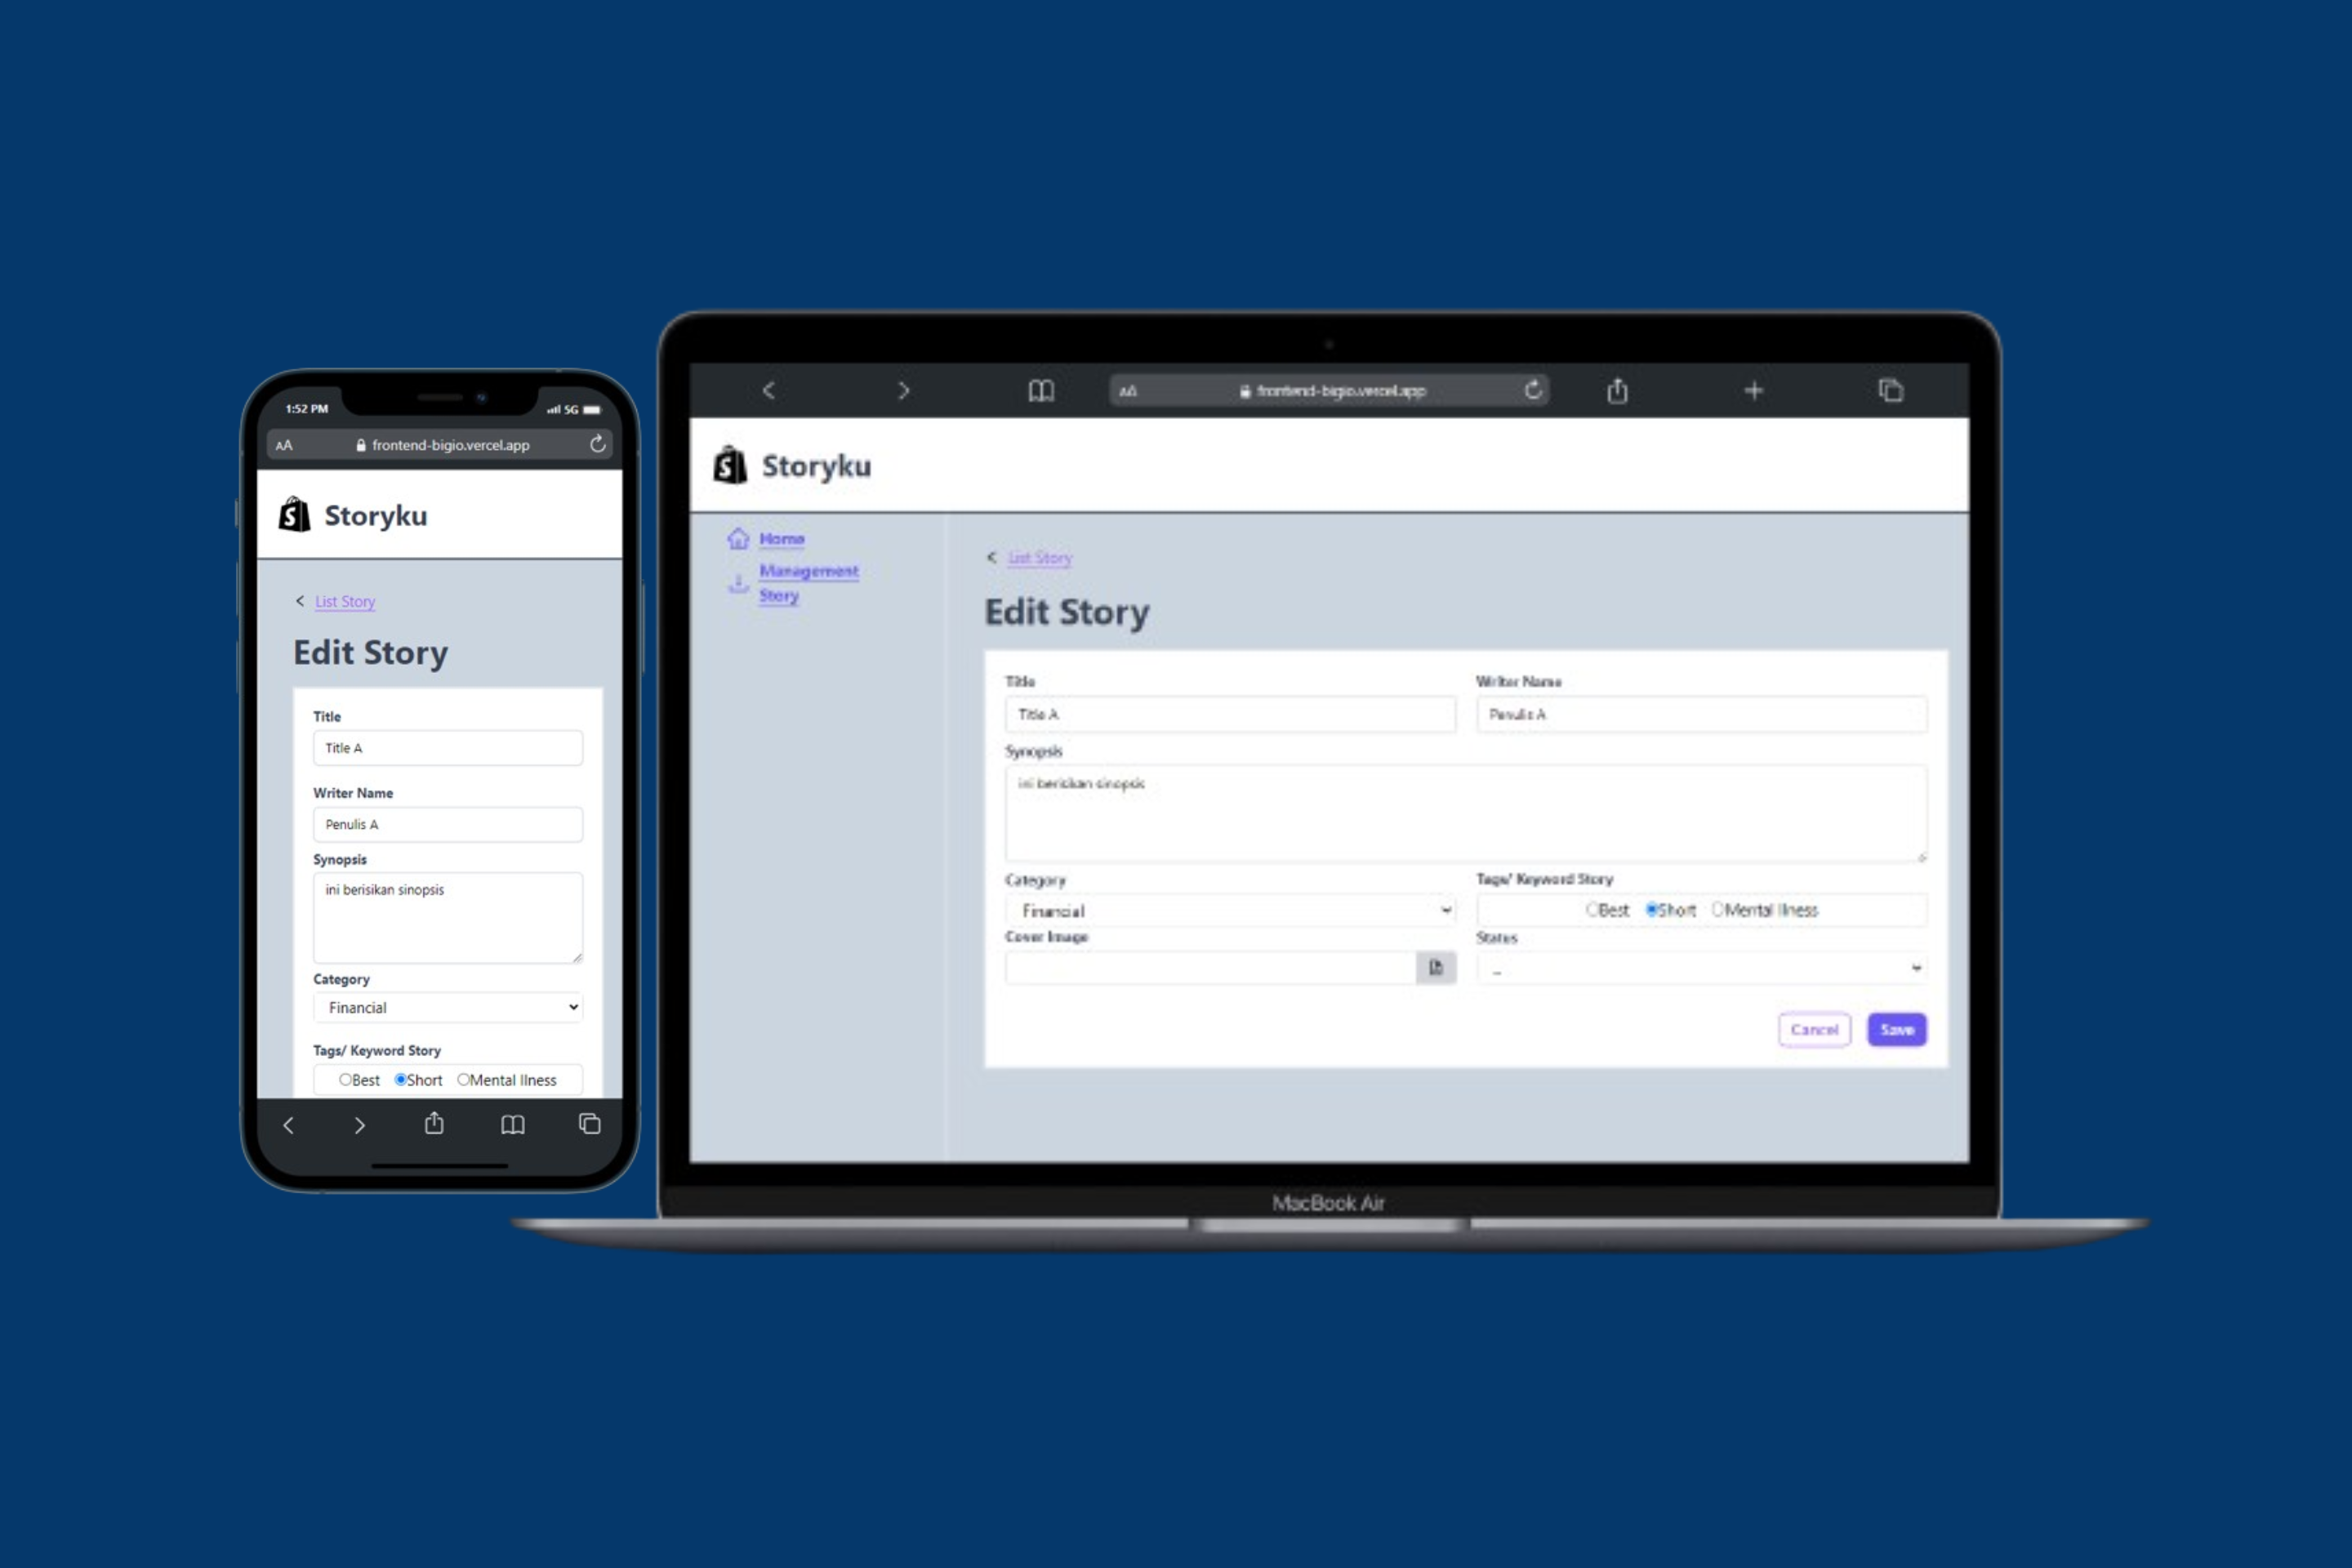 1:52 PM
5G
AA
frontend-bigio.vercel.app
Storyku
List Story
Edit Story
Title
Title A
Writer Name
Penulis A
Synopsis
ini berisikan sinopsis
Category
Financial
Tags/ Keyword Story
Best Short Mental Ilness
AA
frontend-bigio.vercel.app
Storyku
Home
Management
Story
List Story
Edit Story
Title
Writer Name
Title A
Penulis A
Synopsis
ini berisikan sinopsis
Category
Tags/ Keyword Story
Financial
Best Short Mental Ilness
Cover Image
Status
Cancel
Save
MacBook Air